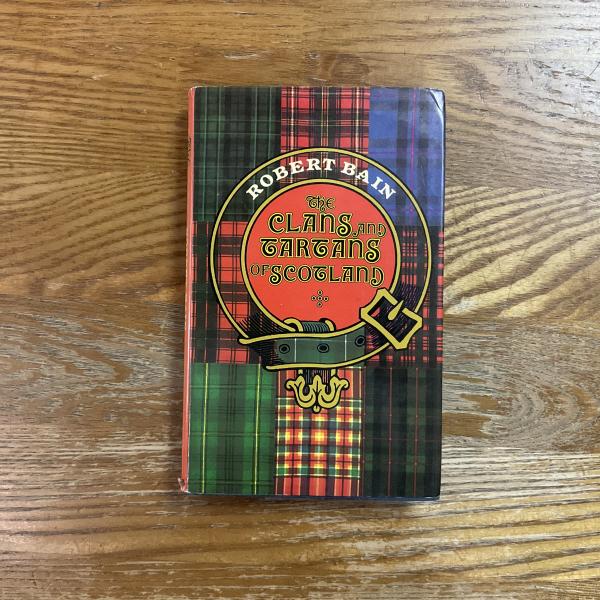 ROBERT BAIN
THE
CLANS AND
TARTANS
OF SCOTLAND